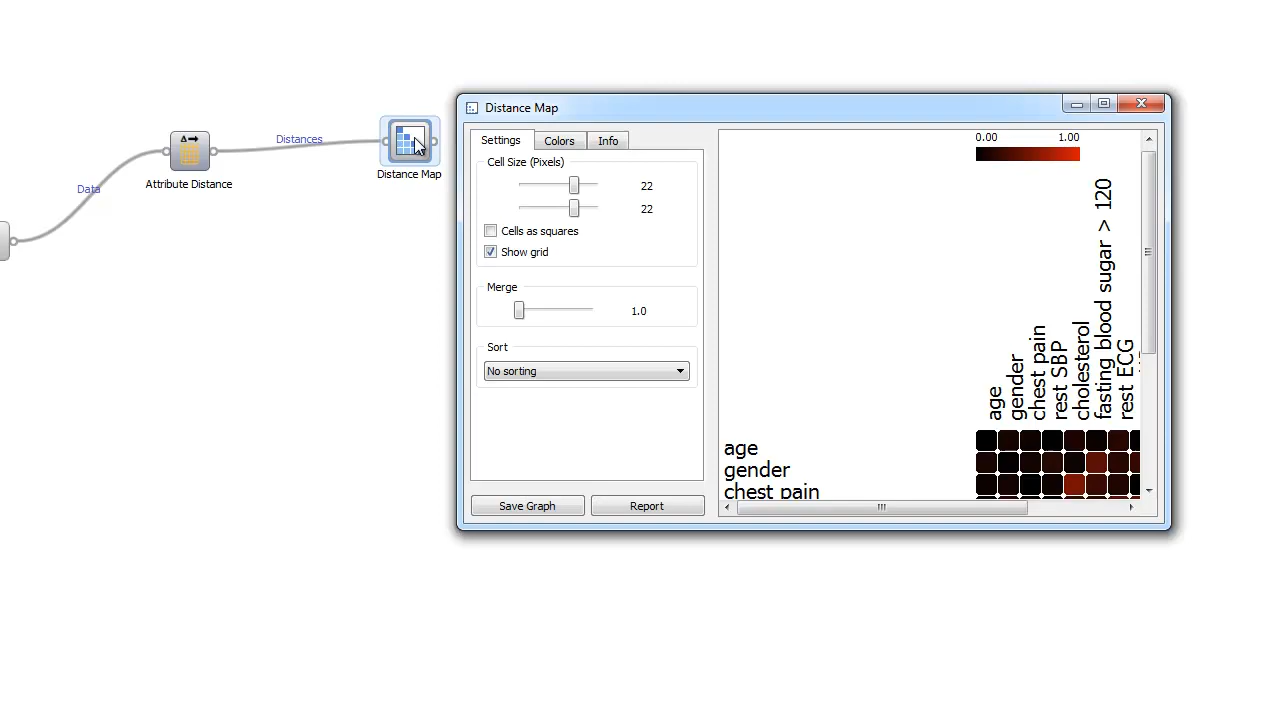 Data
Attribute Distance
Distances
Distance Map
Distance Map
Settings
Colors
Info
Cell Size (Pixels)
22
22
Cells as squares
Show grid
Merge
1.0
Sort
No sorting
Save Graph
Report
0.00 1.00
age
gender
chest pain
rest SBP
cholesterol
fasting blood sugar > 120
rest ECG
age
gender
chest pain